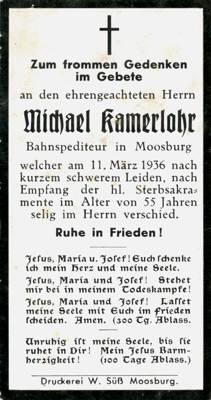 Zum frommen Gedenken
im Gebete
an den ehrengeachteten Herrn
Michael Kamerlohr
Bahnspediteur in Moosburg
welcher am 11. März 1936 nach
kurzem schwerem Leiden, nach
Empfang der hl. Sterbsakra-
mente im Alter von 55 Jahren
selig im Herrn verschied.
Ruhe in Frieden!
Jesus, Maria u. Josef! Euch schenke
ich mein Herz und meine Seele.
Jesus, Maria und Josef! Stehet
mir bei in meinem Todeskampfe!
Jesus, Maria und Josef! Lasset
meine Seele mit Euch im Frieden
scheiden. Amen. (300 Tg. Ablass.
Unruhig ist meine Seele, bis sie
ruhet in Dir! Mein Jesus Barm-
herzigkeit! (100 Tage Ablass.)
Druckerei W. Süß Moosburg.